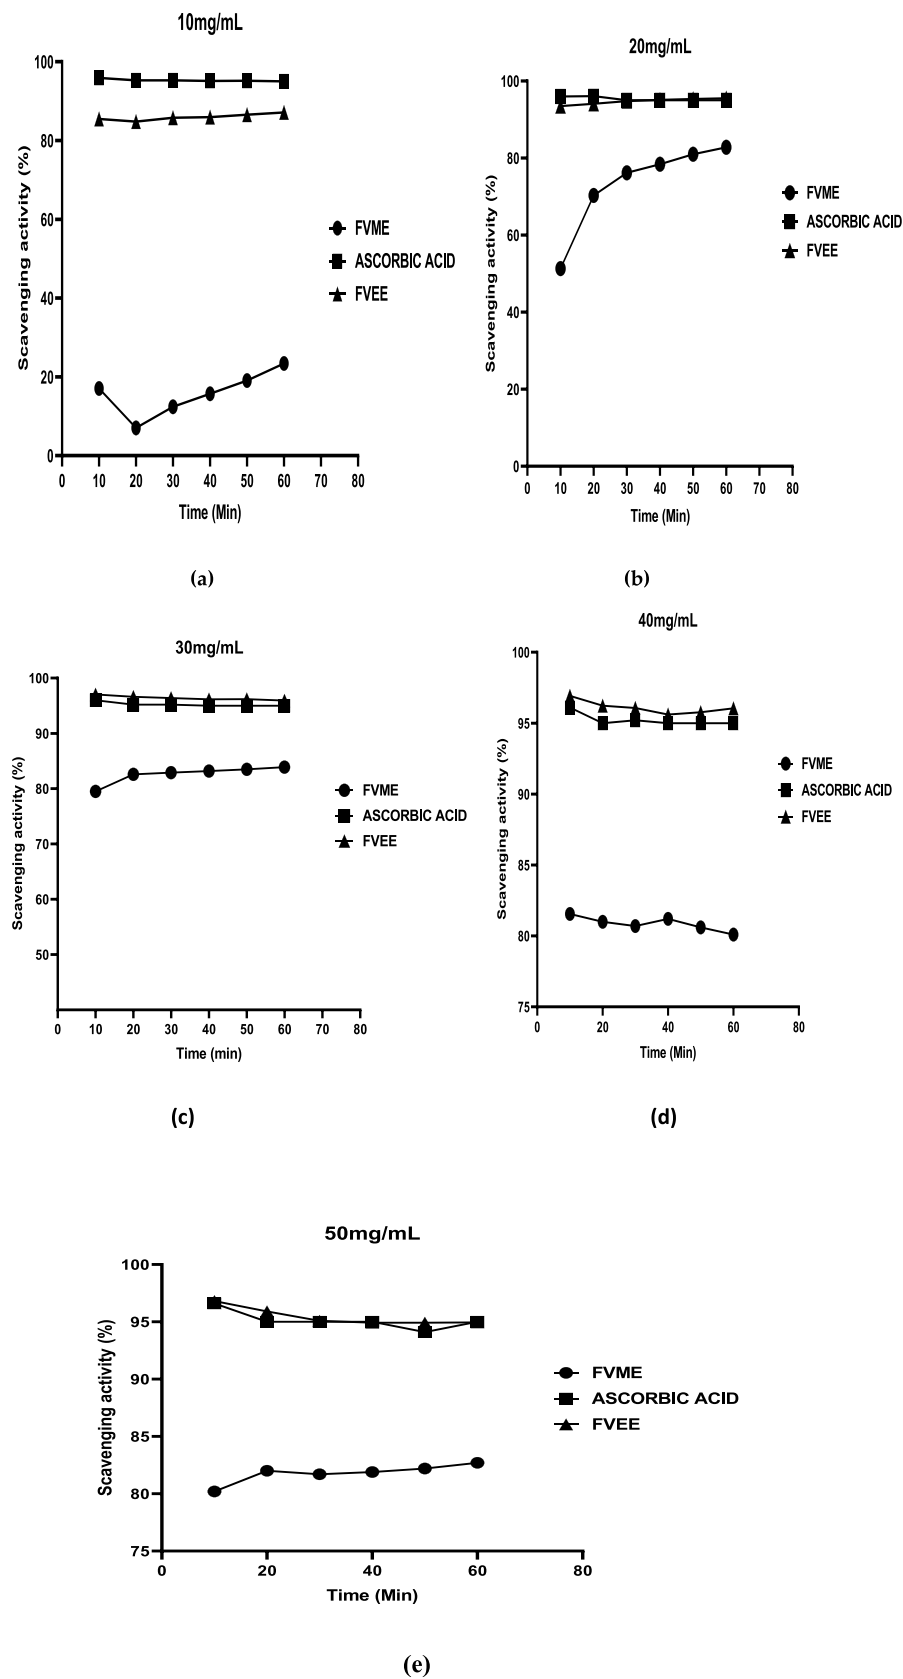 10mg/mL
Scavenging activity (%)
100
80
60
40
20
0
0 10 20 30 40 50 60 70 80
Time (Min)
FVME
ASCORBIC ACID
FVEE
(a)
20mg/mL
Scavenging activity (%)
100
80
60
40
20
0
0 10 20 30 40 50 60 70 80
Time (Min)
FVME
ASCORBIC ACID
FVEE
(b)
30mg/mL
Scavenging activity (%)
100
90
80
70
60
50
0 10 20 30 40 50 60 70 80
Time (min)
FVME
ASCORBIC ACID
FVEE
(c)
40mg/mL
Scavenging activity (%)
100
95
90
85
80
75
0 20 40 60 80
Time (Min)
FVME
ASCORBIC ACID
FVEE
(d)
50mg/mL
Scavenging activity (%)
100
95
90
85
80
75
0 20 40 60 80
Time (Min)
FVME
ASCORBIC ACID
FVEE
(e)